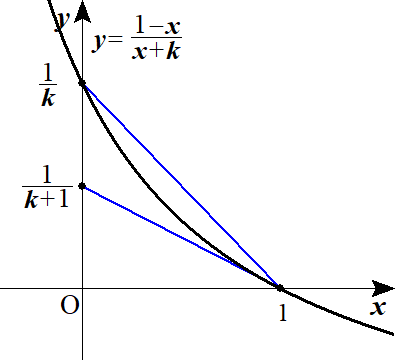 y
y = (1−x)/(x+k)
1/k
1/(k+1)
O
1
x